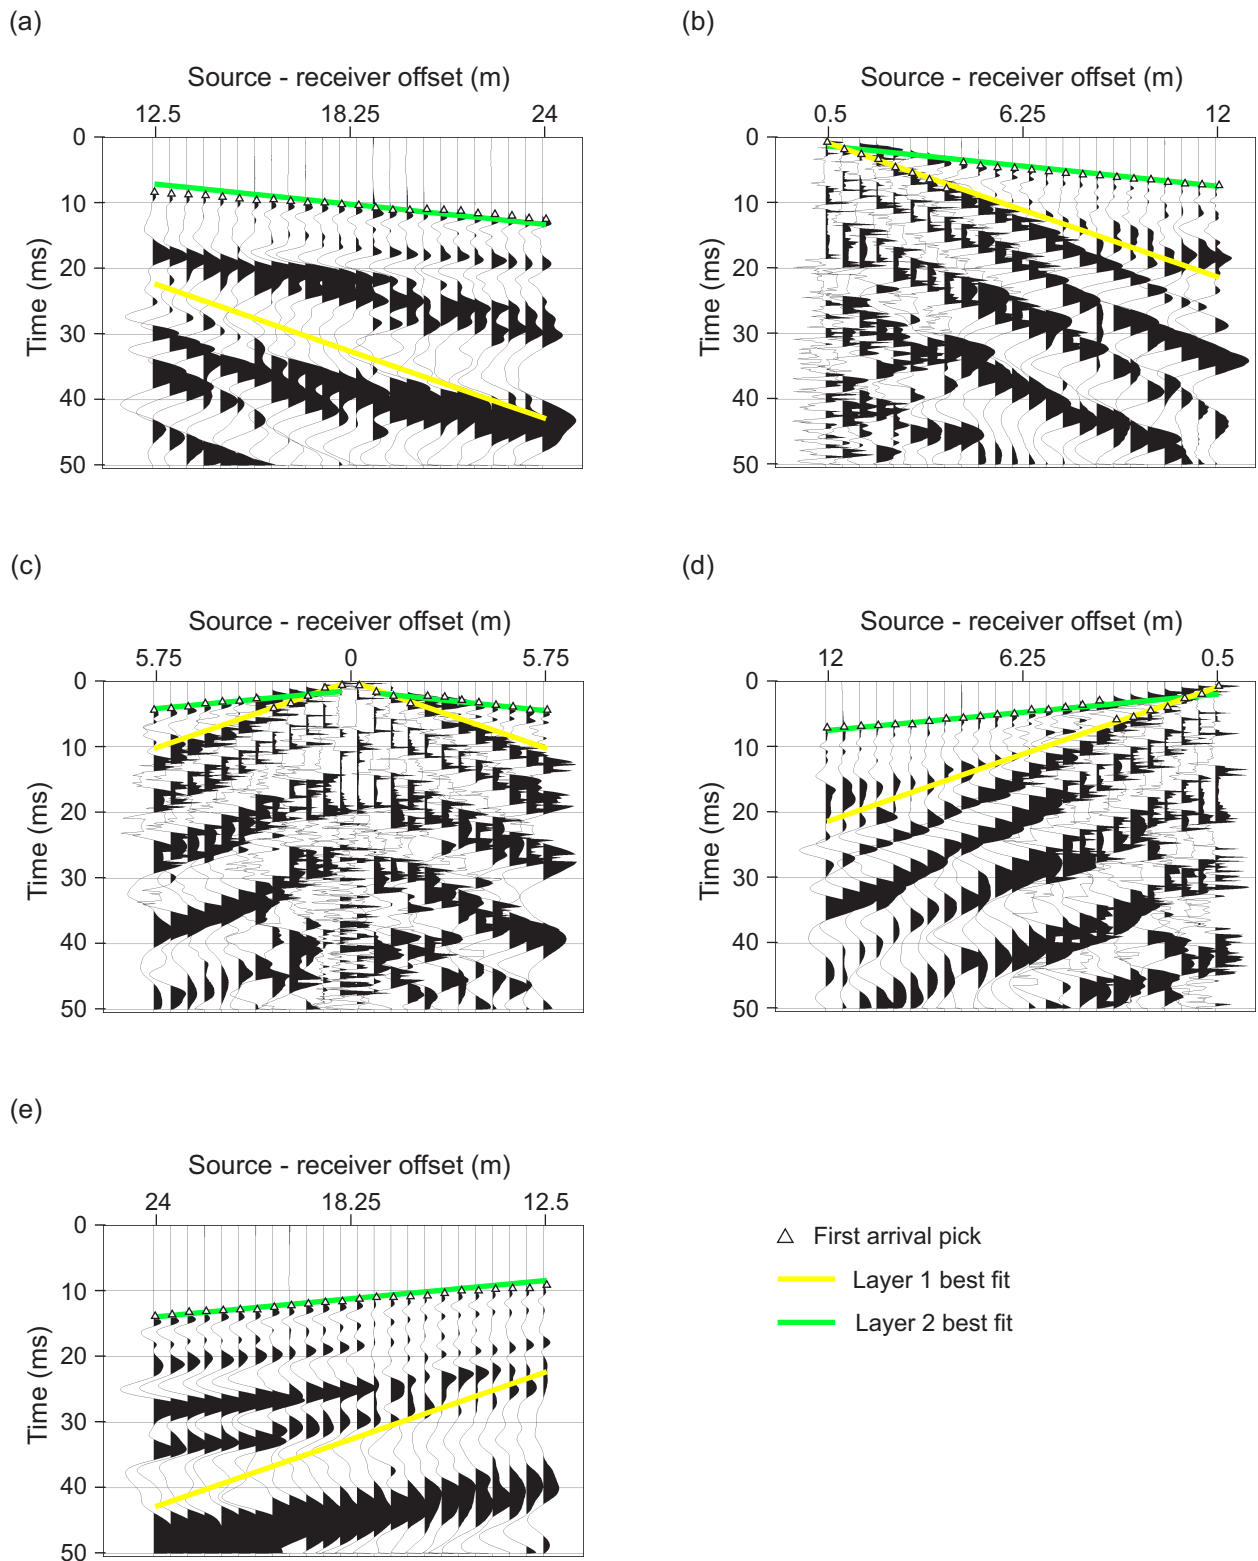 (a)
Source - receiver offset (m)
12.5 18.25 24
0
10
20
30
40
50
Time (ms)
(b)
Source - receiver offset (m)
0.5 6.25 12
0
10
20
30
40
50
Time (ms)
(c)
Source - receiver offset (m)
5.75 0 5.75
0
10
20
30
40
50
Time (ms)
(d)
Source - receiver offset (m)
12 6.25 0.5
0
10
20
30
40
50
Time (ms)
(e)
Source - receiver offset (m)
24 18.25 12.5
0
10
20
30
40
50
Time (ms)
First arrival pick
Layer 1 best fit
Layer 2 best fit